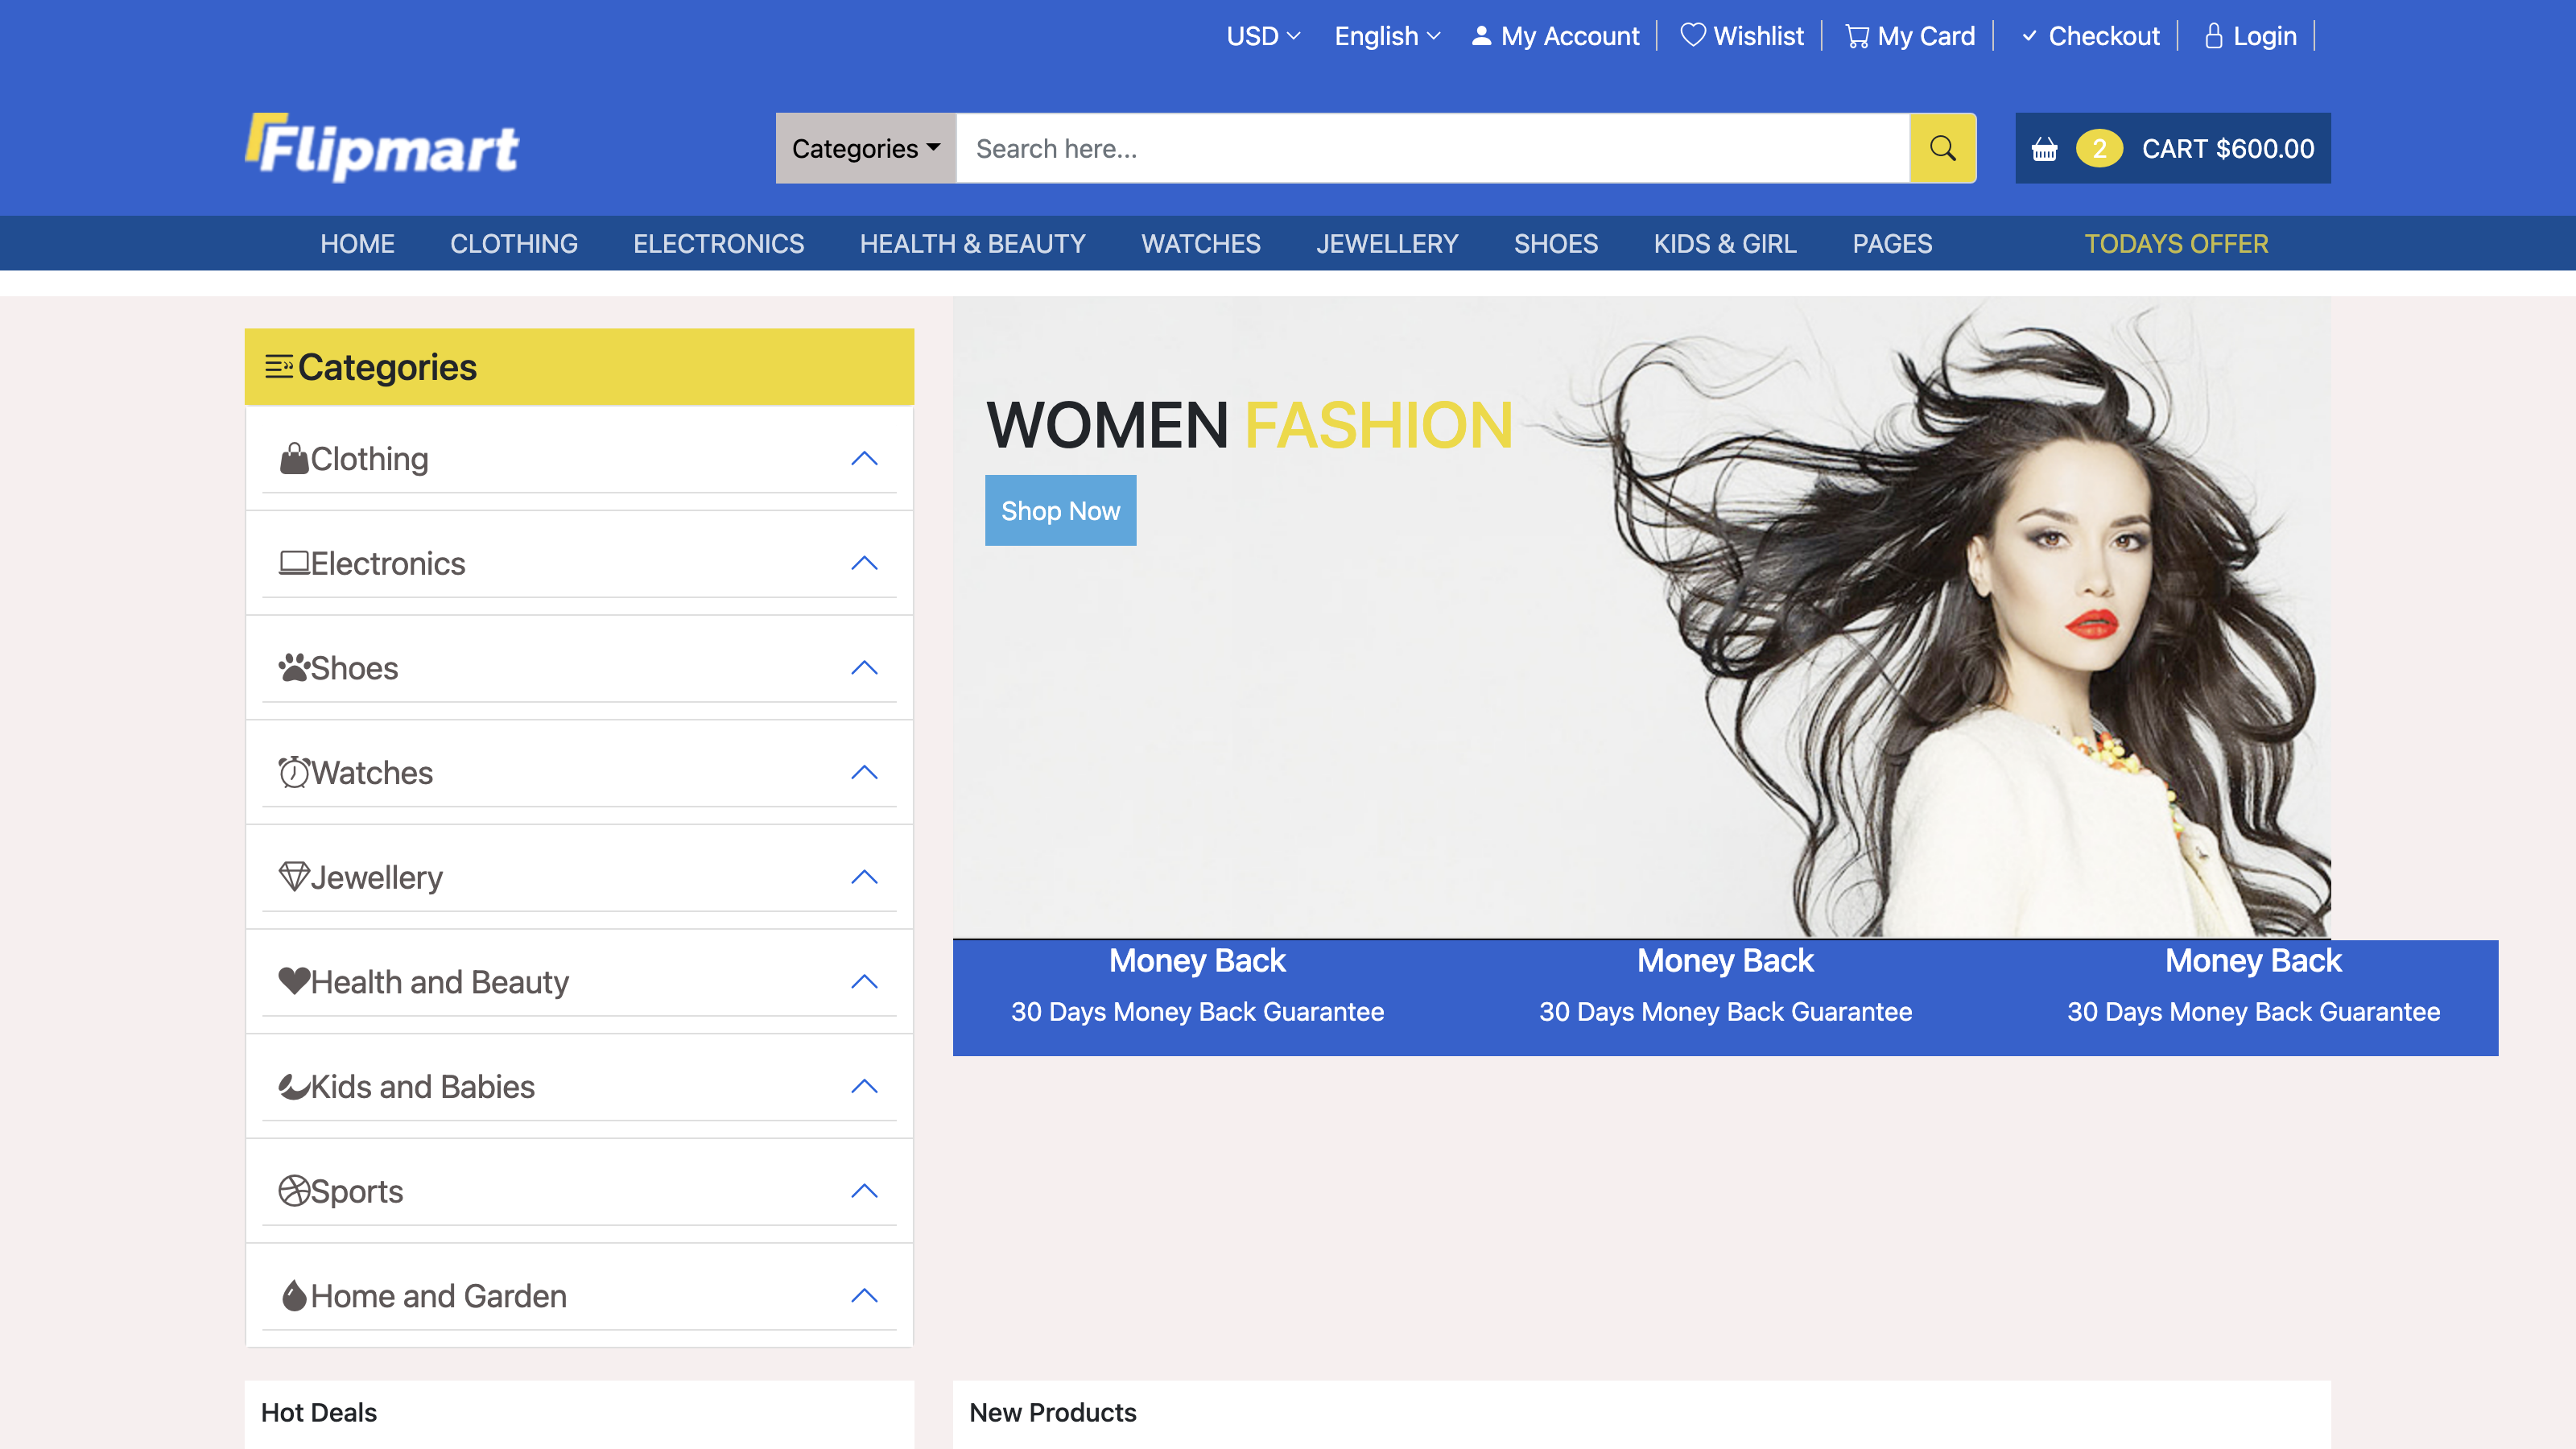 USD English My Account Wishlist My Card Checkout Login
Flipmart
Categories Search here... 2 CART $600.00
HOME CLOTHING ELECTRONICS HEALTH & BEAUTY WATCHES JEWELLERY SHOES KIDS & GIRL PAGES TODAYS OFFER
Categories
Clothing
Electronics
Shoes
Watches
Jewellery
Health and Beauty
Kids and Babies
Sports
Home and Garden
WOMEN FASHION
Shop Now
Money Back Money Back Money Back
30 Days Money Back Guarantee 30 Days Money Back Guarantee 30 Days Money Back Guarantee
Hot Deals
New Products